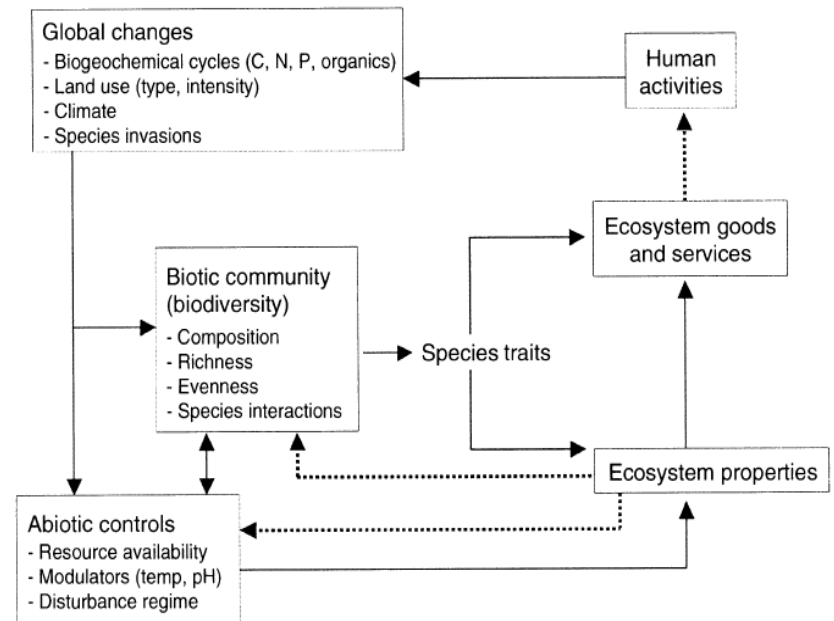 Global changes
- Biogeochemical cycles (C, N, P, organics)
- Land use (type, intensity)
- Climate
- Species invasions
Human
activities
Ecosystem goods
and services
Biotic community
(biodiversity)
- Composition
- Richness
- Evenness
- Species interactions
Species traits
Ecosystem properties
Abiotic controls
- Resource availability
- Modulators (temp, pH)
- Disturbance regime